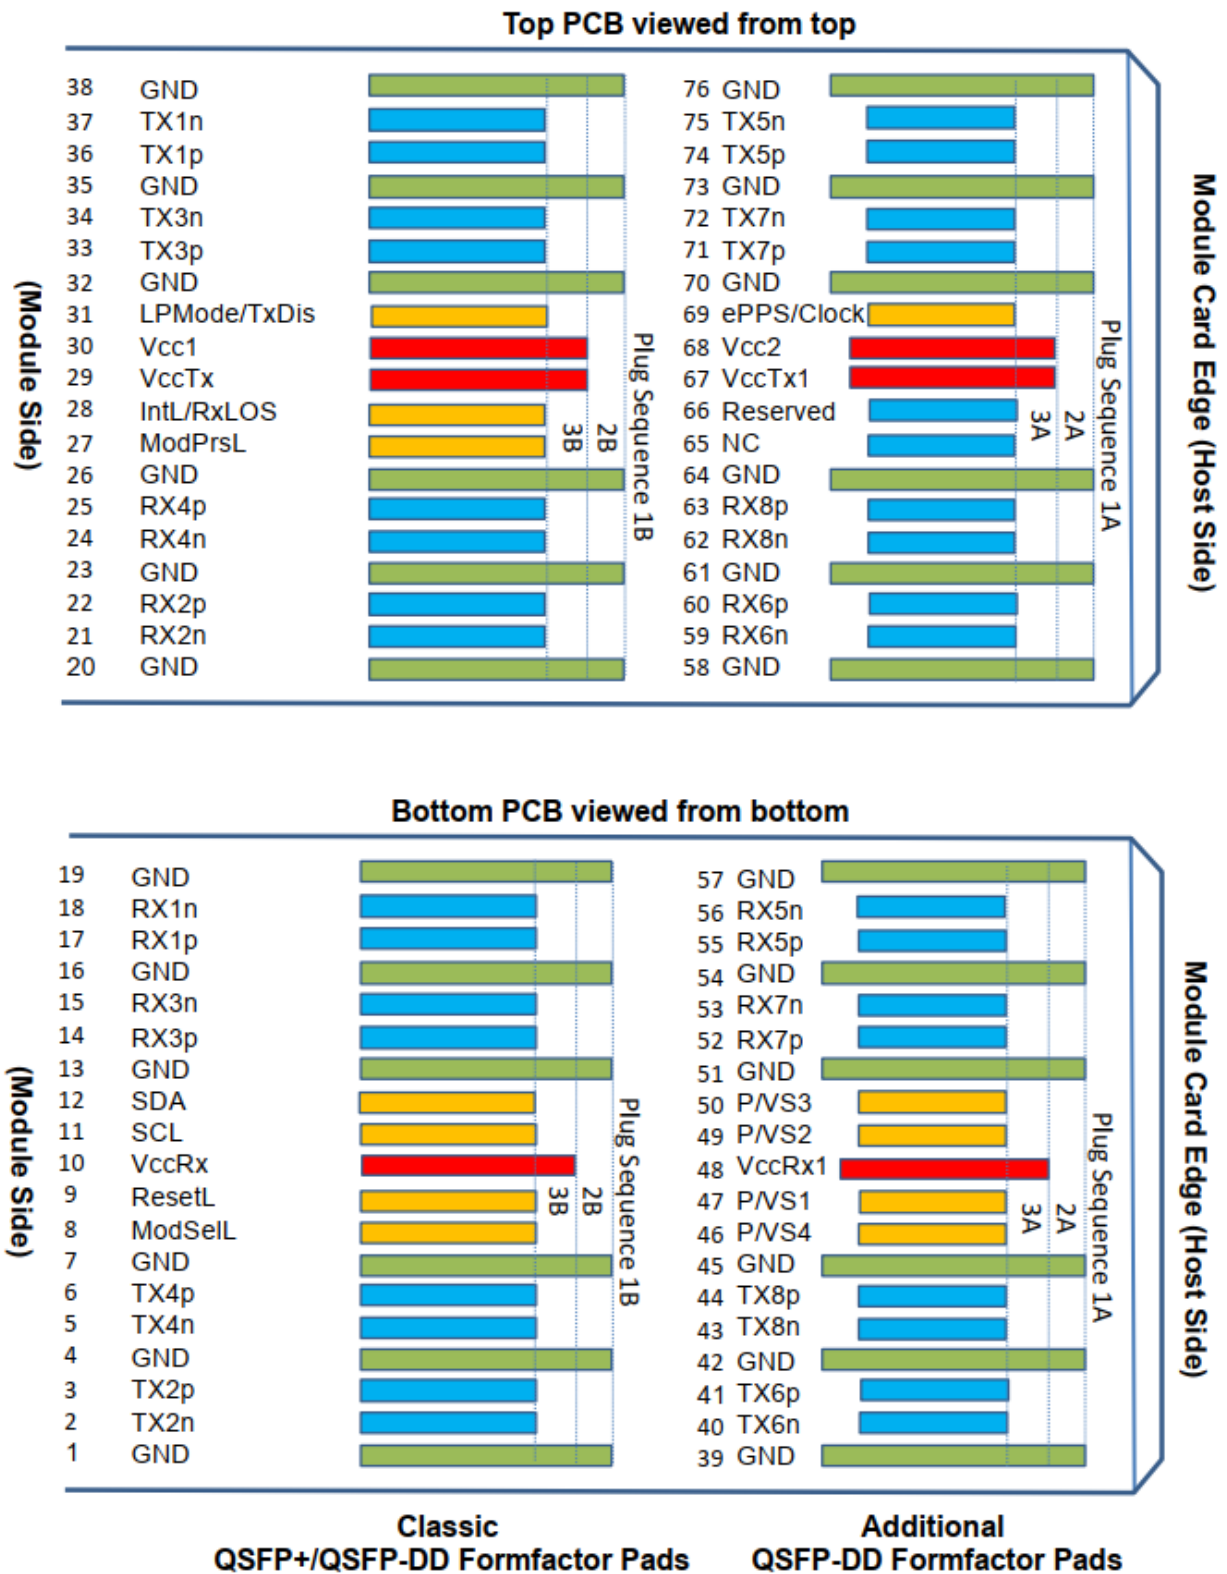 Top PCB viewed from top
38 GND 76 GND
37 TX1n 75 TX5n
36 TX1p 74 TX5p
35 GND 73 GND
34 TX3n 72 TX7n
33 TX3p 71 TX7p
32 GND 70 GND
31 LPMode/TxDis 69 ePPS/Clock
30 Vcc1 68 Vcc2
29 VccTx 67 VccTx1
28 IntL/RxLOS 66 Reserved
27 ModPrsL 65 NC
26 GND 64 GND
25 RX4p 63 RX8p
24 RX4n 62 RX8n
23 GND 61 GND
22 RX2p 60 RX6p
21 RX2n 59 RX6n
20 GND 58 GND
(Module Side)
3B
2B
Plug Sequence 1B
3A
2A
Plug Sequence 1A
Module Card Edge (Host Side)
Bottom PCB viewed from bottom
19 GND 57 GND
18 RX1n 56 RX5n
17 RX1p 55 RX5p
16 GND 54 GND
15 RX3n 53 RX7n
14 RX3p 52 RX7p
13 GND 51 GND
12 SDA 50 P/VS3
11 SCL 49 P/VS2
10 VccRx 48 VccRx1
9 ResetL 47 P/VS1
8 ModSelL 46 P/VS4
7 GND 45 GND
6 TX4p 44 TX8p
5 TX4n 43 TX8n
4 GND 42 GND
3 TX2p 41 TX6p
2 TX2n 40 TX6n
1 GND 39 GND
(Module Side)
3B
2B
Plug Sequence 1B
3A
2A
Plug Sequence 1A
Module Card Edge (Host Side)
Classic
QSFP+/QSFP-DD Formfactor Pads
Additional
QSFP-DD Formfactor Pads